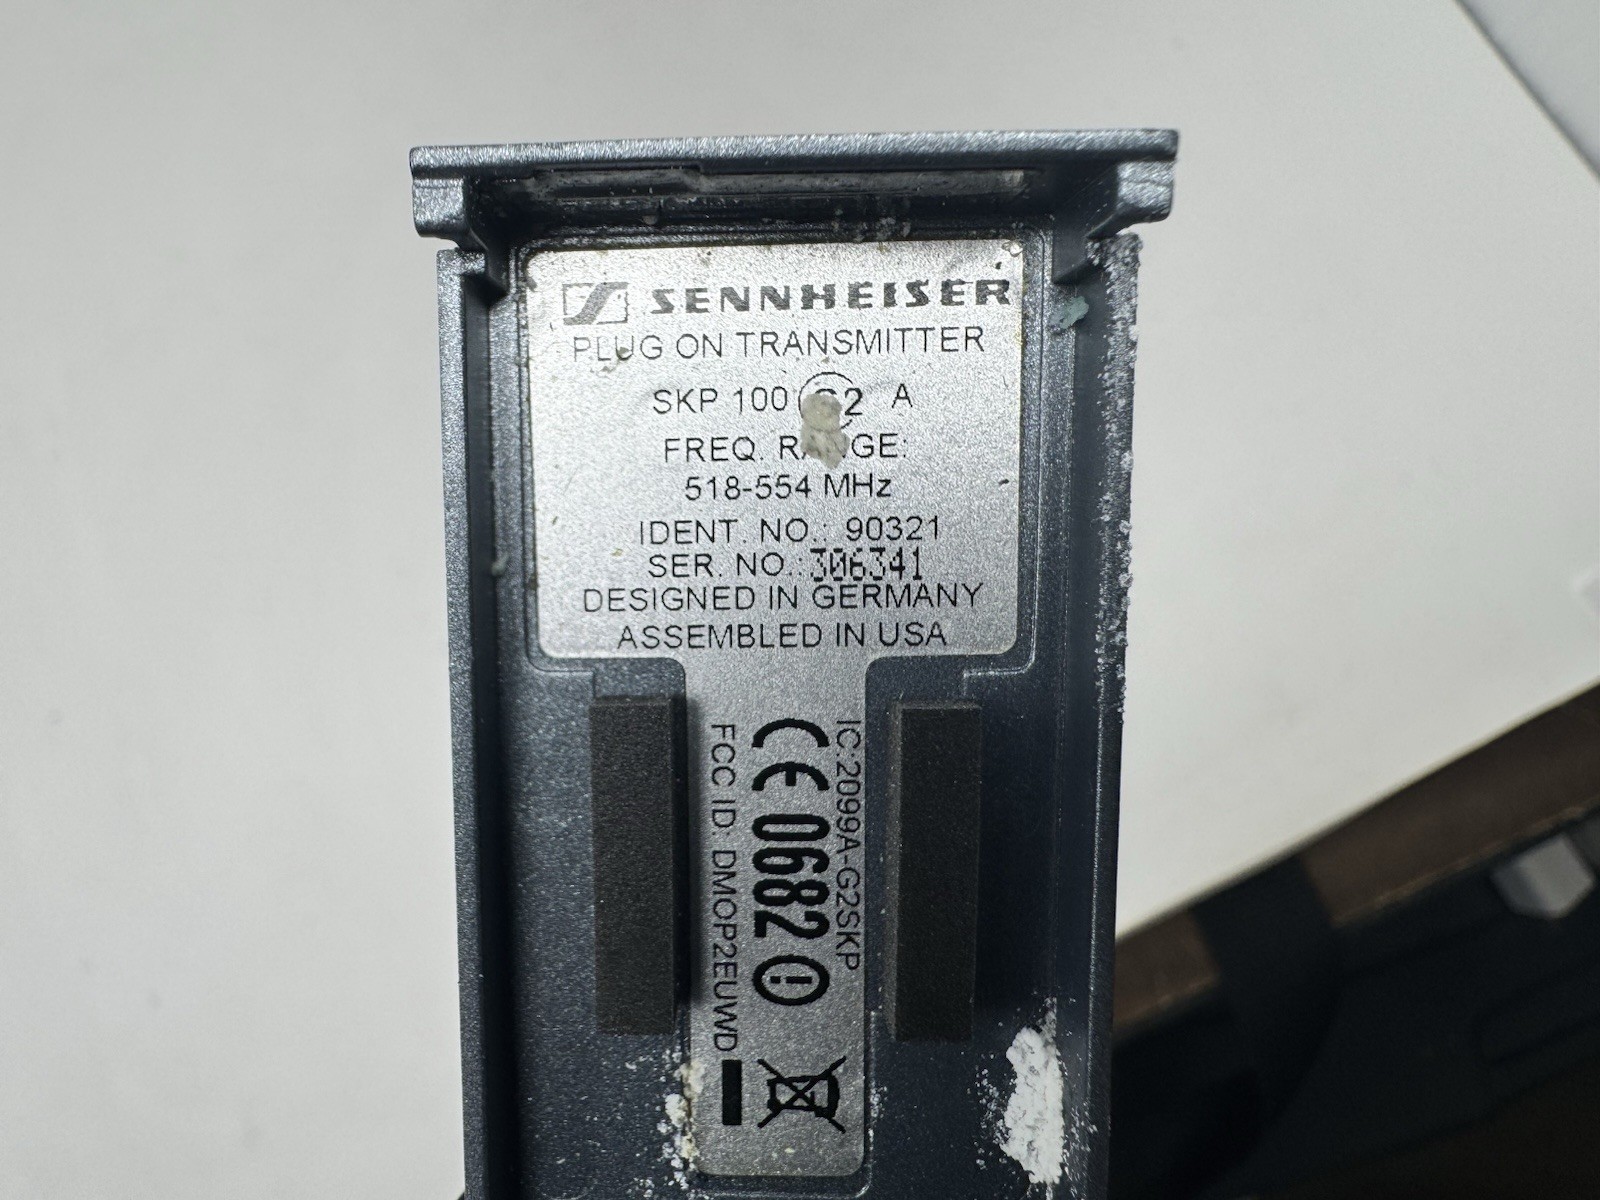 SENNHEISER
PLUG ON TRANSMITTER
SKP 100 G2 A
FREQ. RANGE:
518-554 MHz
IDENT. NO.: 90321
SER. NO.: 306341
DESIGNED IN GERMANY
ASSEMBLED IN USA
IC:2099A-G2SKP
CE 0682
FCC ID: DMOP2EUWD